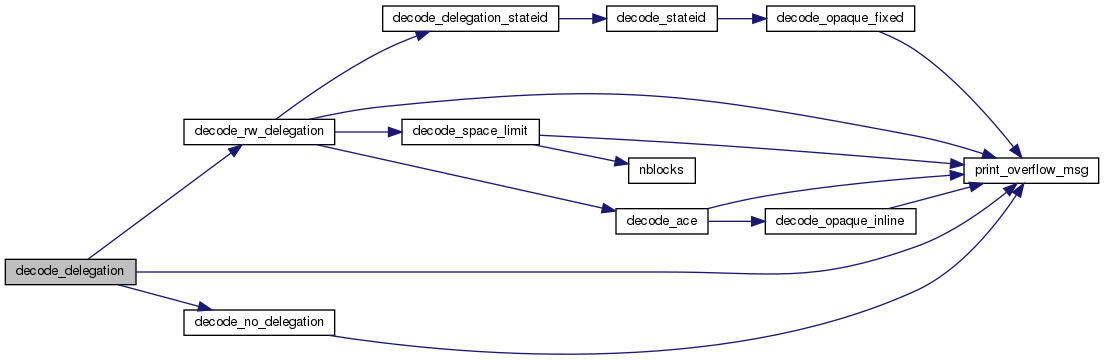 decode_delegation_stateid
decode_stateid
decode_opaque_fixed
decode_rw_delegation
decode_space_limit
nblocks
print_overflow_msg
decode_ace
decode_opaque_inline
decode_delegation
decode_no_delegation